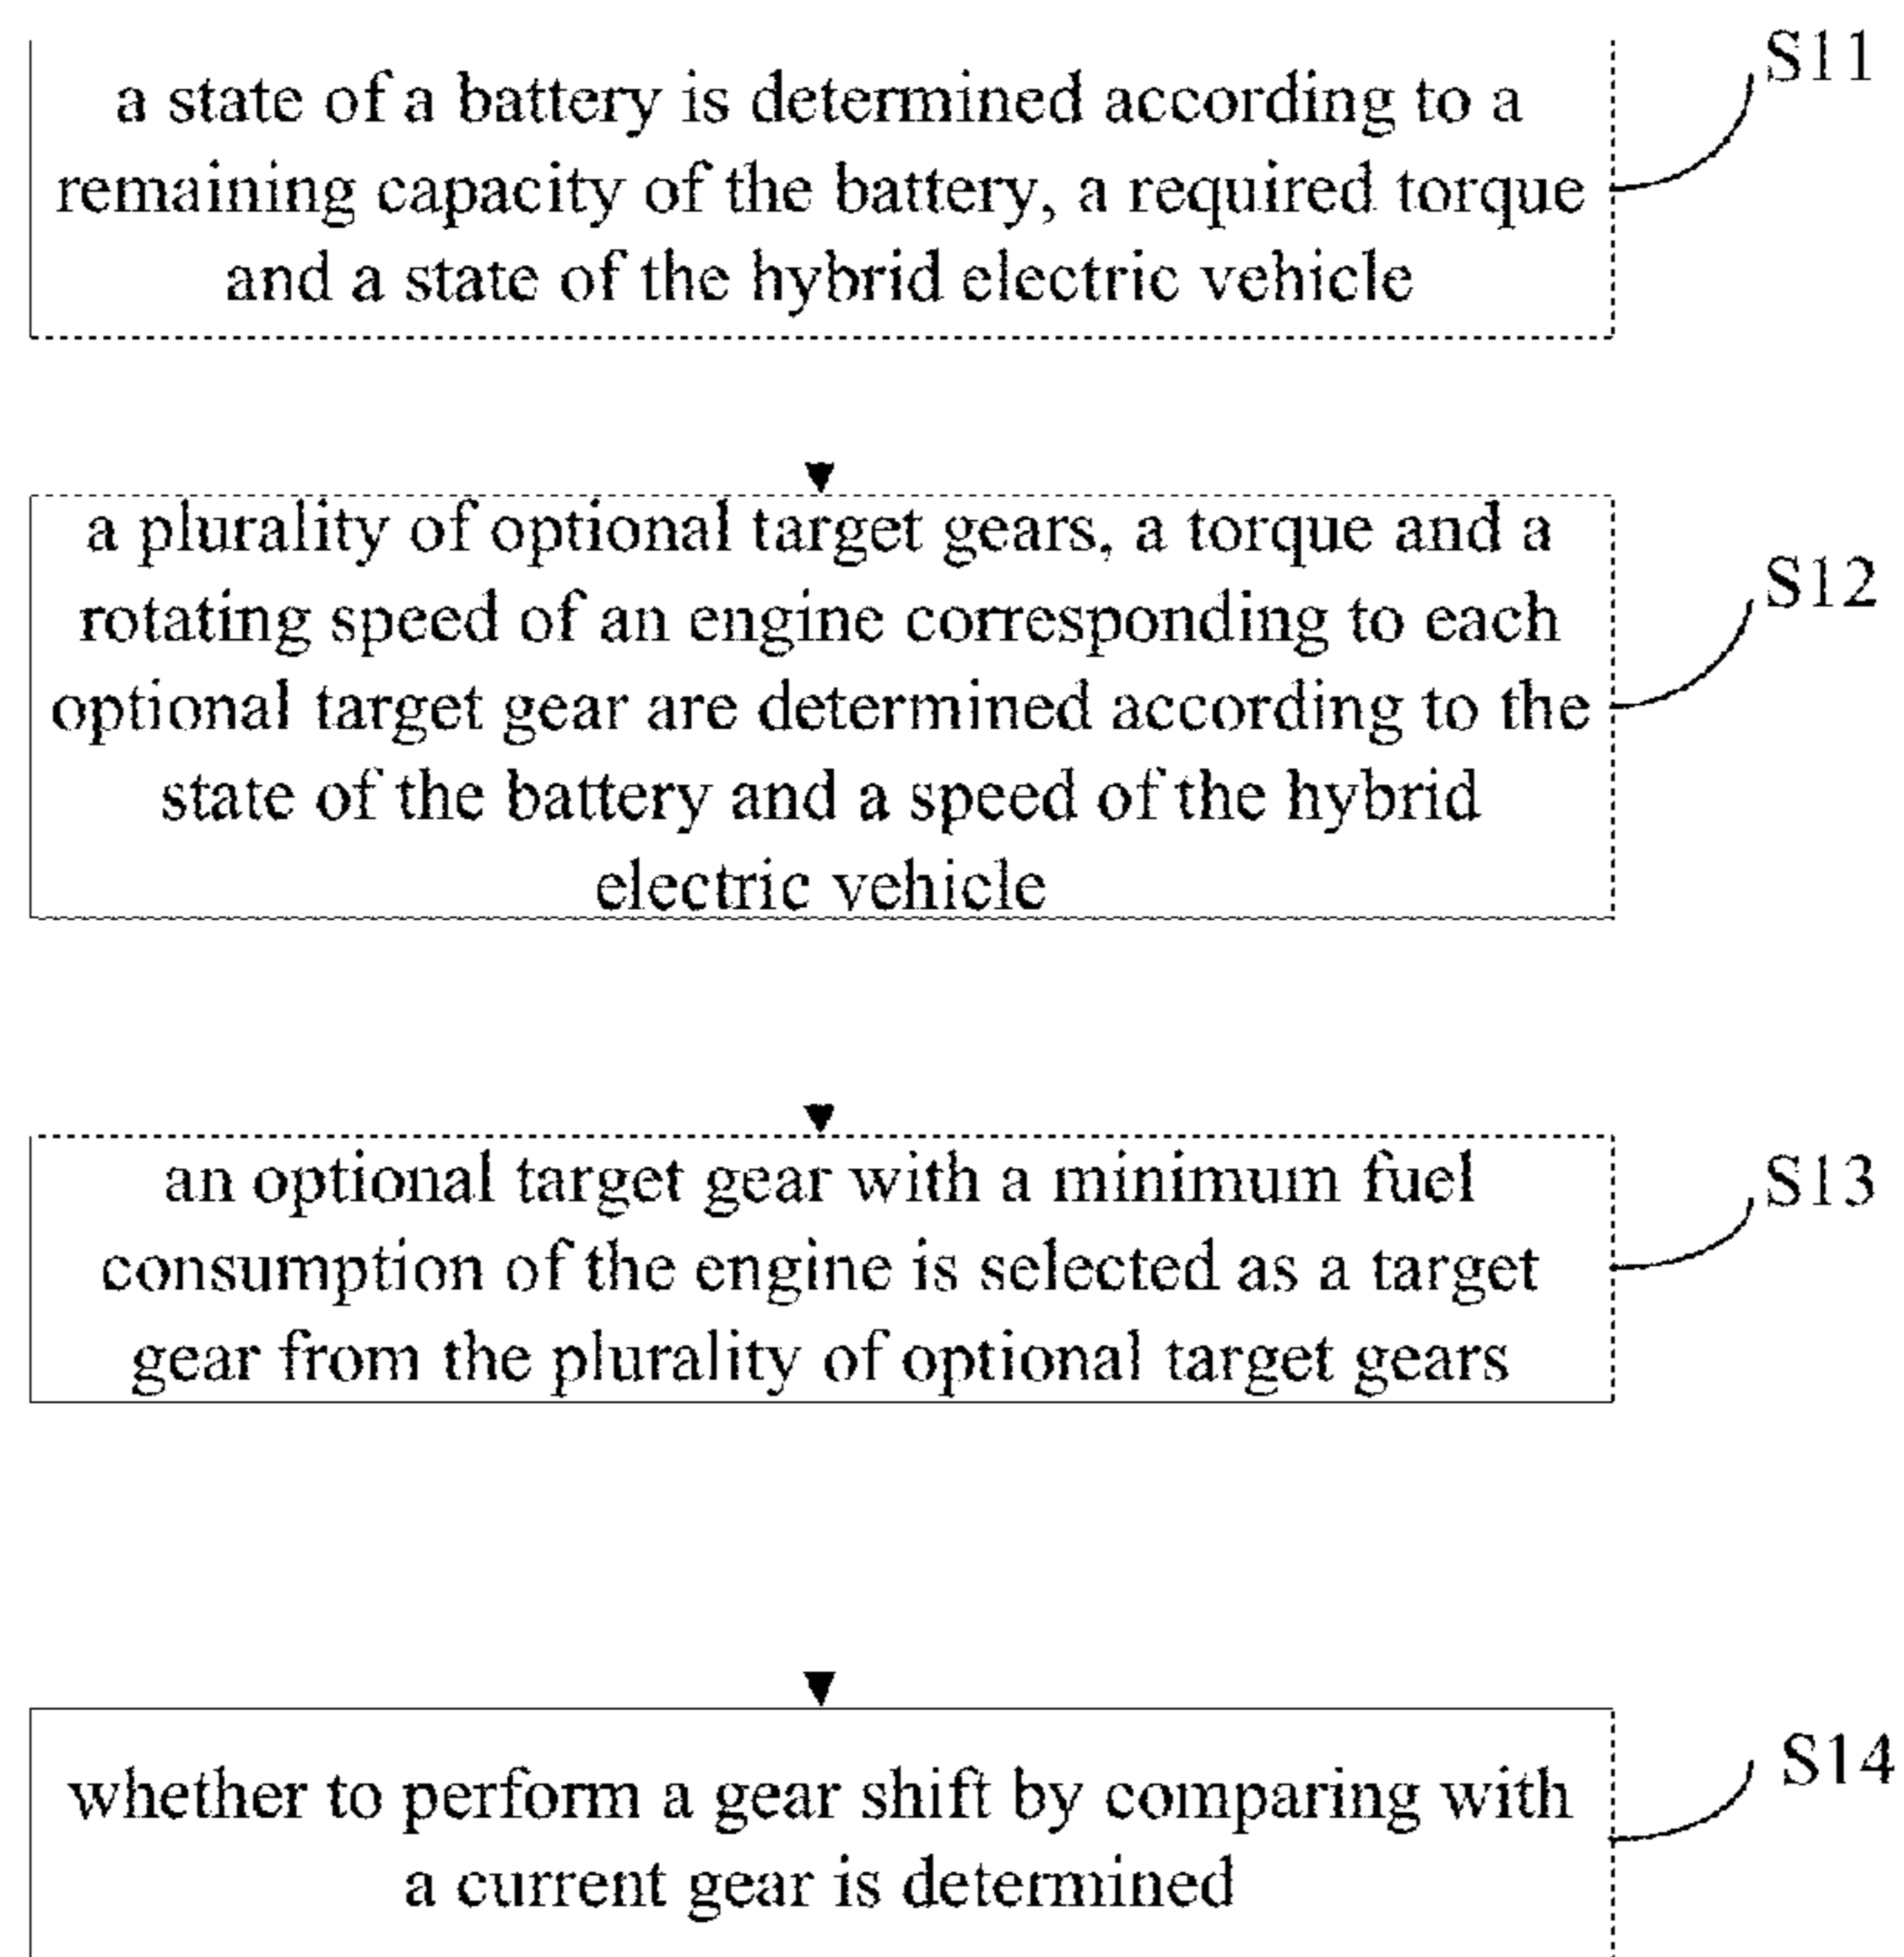 S11
a state of a battery is determined according to a
remaining capacity of the battery, a required torque
and a state of the hybrid electric vehicle
a plurality of optional target gears, a torque and a
rotating speed of an engine corresponding to each
optional target gear are determined according to the
state of the battery and a speed of the hybrid
electric vehicle
S12
an optional target gear with a minimum fuel
consumption of the engine is selected as a target
gear from the plurality of optional target gears
S13
whether to perform a gear shift by comparing with
a current gear is determined
S14